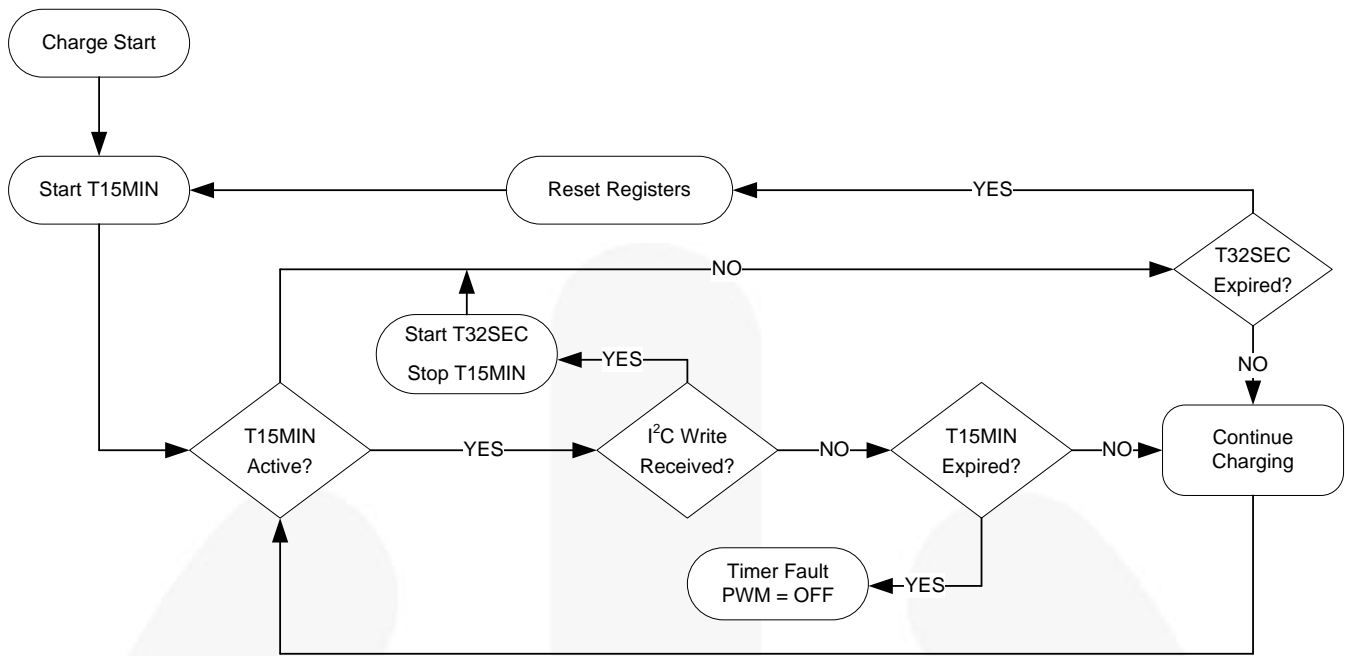 Charge Start
Start T15MIN
Reset Registers
YES
T32SEC
Expired?
NO
Start T32SEC
Stop T15MIN
YES
NO
T15MIN
Active?
YES
I²C Write
Received?
NO
T15MIN
Expired?
NO
Continue
Charging
Timer Fault
PWM = OFF
YES